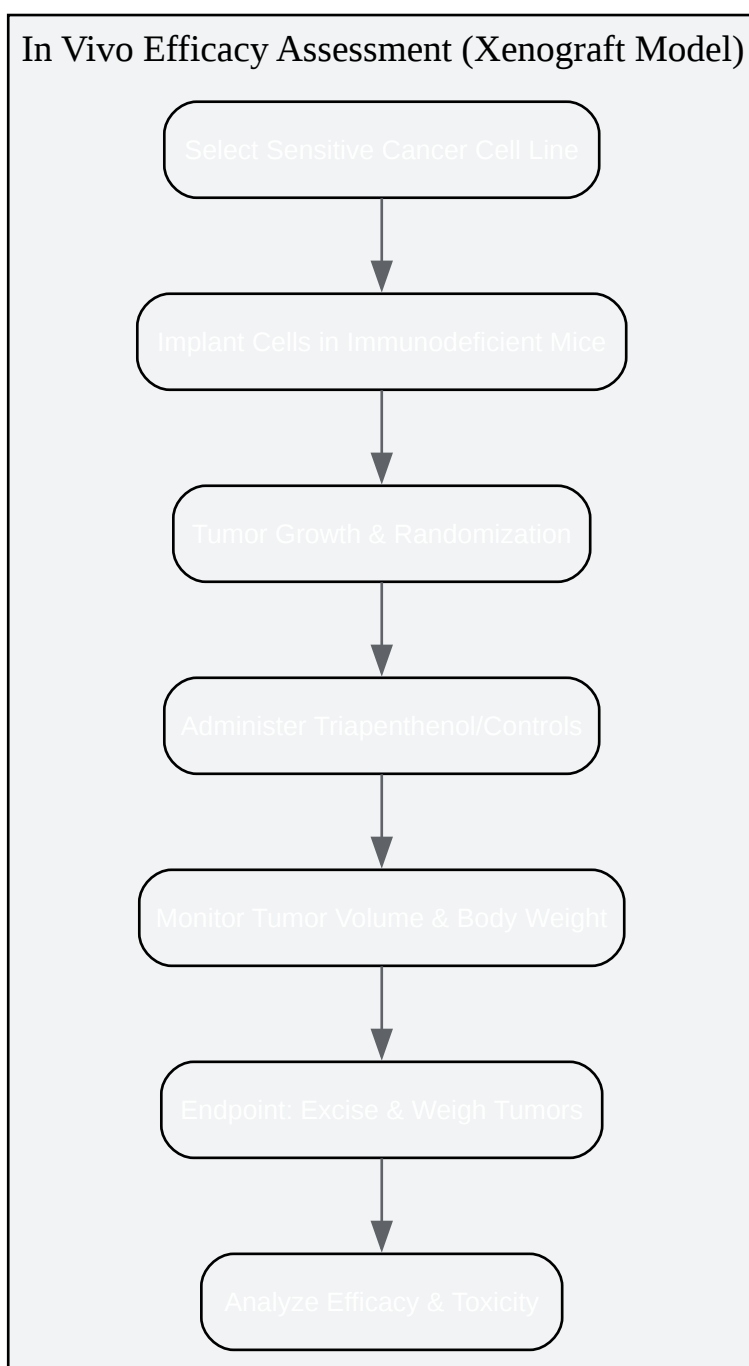 In Vivo Efficacy Assessment (Xenograft Model)
Select Sensitive Cancer Cell Line
Implant Cells in Immunodeficient Mice
Tumor Growth & Randomization
Administer Triapenthenol/Controls
Monitor Tumor Volume & Body Weight
Endpoint: Excise & Weigh Tumors
Analyze Efficacy & Toxicity